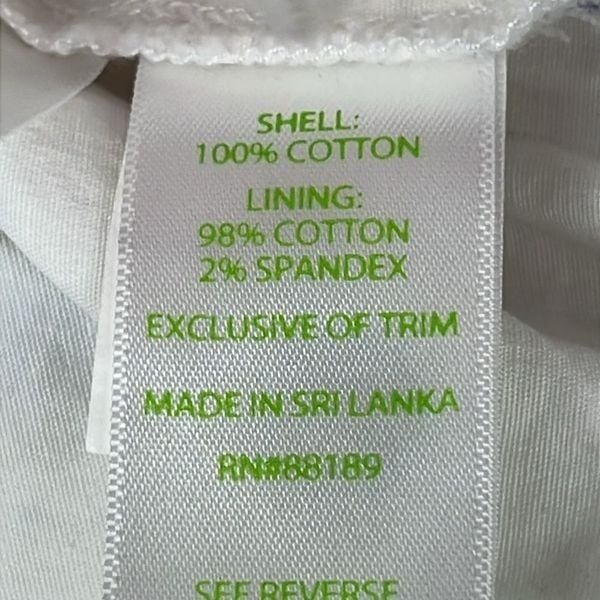 SHELL:
100% COTTON
LINING:
98% COTTON
2% SPANDEX
EXCLUSIVE OF TRIM
MADE IN SRI LANKA
RN#88189
SEE REVERSE